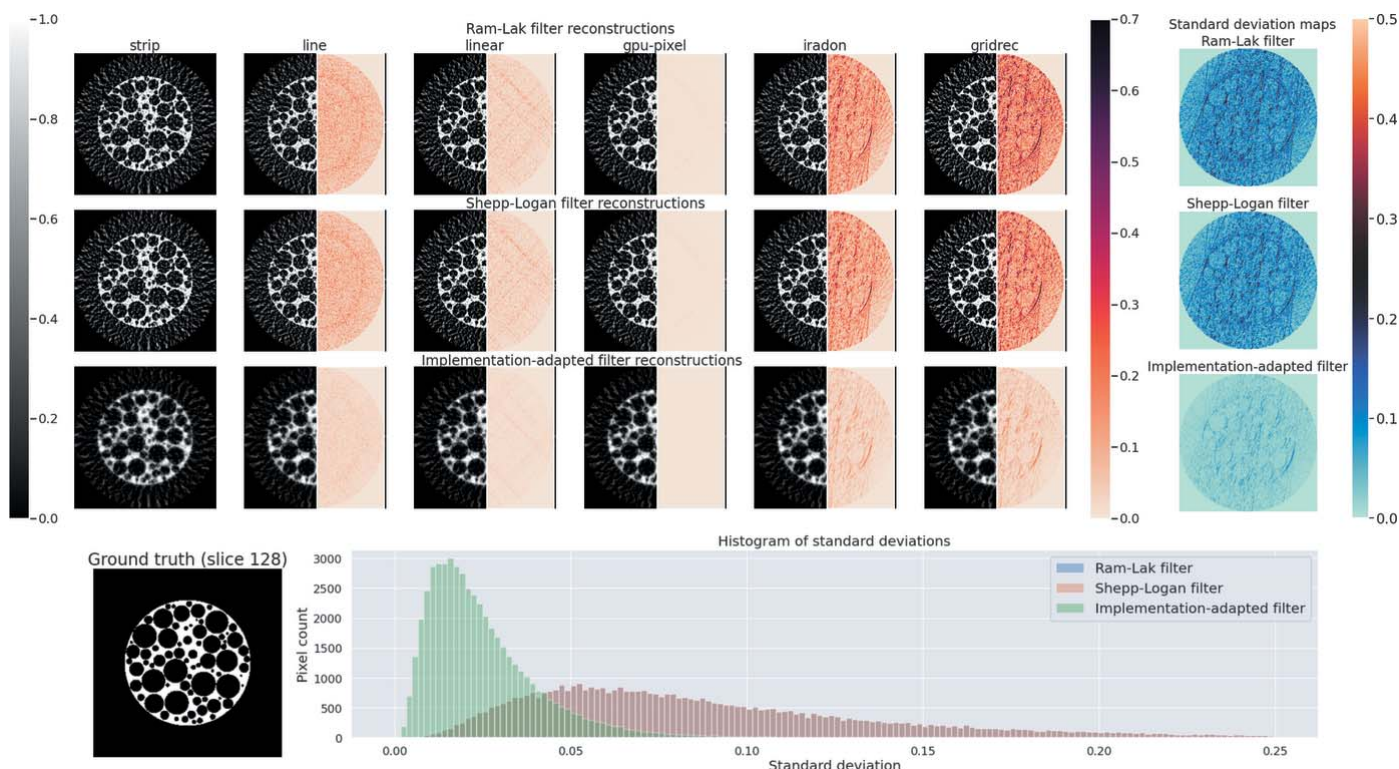 Ram-Lak filter reconstructions
strip line linear gpu-pixel iradon gridrec
Shepp-Logan filter reconstructions
Implementation-adapted filter reconstructions
1.0
0.8
0.6
0.4
0.2
0.0
0.7
0.6
0.5
0.4
0.3
0.2
0.1
0.0
Standard deviation maps
Ram-Lak filter
Shepp-Logan filter
Implementation-adapted filter
0.5
0.4
0.3
0.2
0.1
0.0
Ground truth (slice 128)
Histogram of standard deviations
Ram-Lak filter
Shepp-Logan filter
Implementation-adapted filter
Pixel count
3000
2500
2000
1500
1000
500
0
0.00 0.05 0.10 0.15 0.20 0.25
Standard deviation